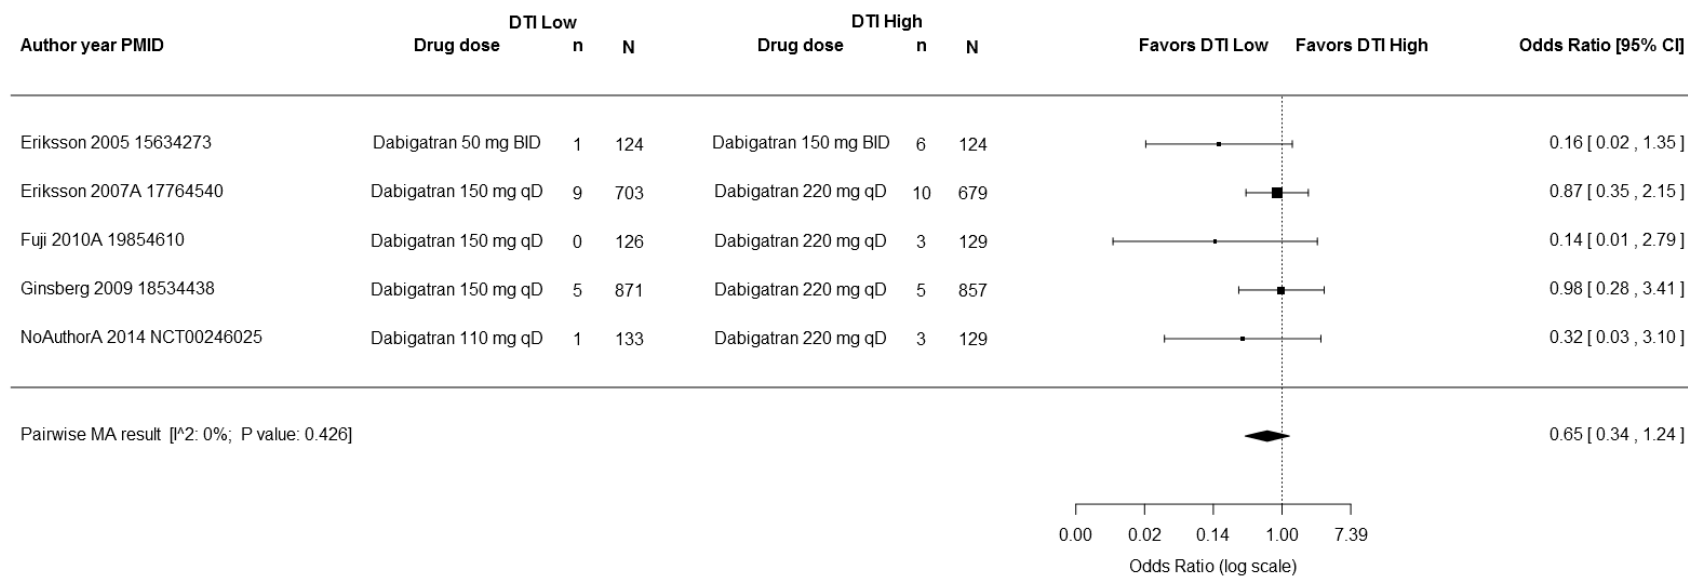 DTI Low DTI High
Author year PMID Drug dose n N Drug dose n N Favors DTI Low Favors DTI High Odds Ratio [95% CI]
Eriksson 2005 15634273 Dabigatran 50 mg BID 1 124 Dabigatran 150 mg BID 6 124 0.16 [ 0.02 , 1.35 ]
Eriksson 2007A 17764540 Dabigatran 150 mg qD 9 703 Dabigatran 220 mg qD 10 679 0.87 [ 0.35 , 2.15 ]
Fuji 2010A 19854610 Dabigatran 150 mg qD 0 126 Dabigatran 220 mg qD 3 129 0.14 [ 0.01 , 2.79 ]
Ginsberg 2009 18534438 Dabigatran 150 mg qD 5 871 Dabigatran 220 mg qD 5 857 0.98 [ 0.28 , 3.41 ]
NoAuthorA 2014 NCT00246025 Dabigatran 110 mg qD 1 133 Dabigatran 220 mg qD 3 129 0.32 [ 0.03 , 3.10 ]
Pairwise MA result [I^2: 0%; P value: 0.426] 0.65 [ 0.34 , 1.24 ]
0.00 0.02 0.14 1.00 7.39
Odds Ratio (log scale)